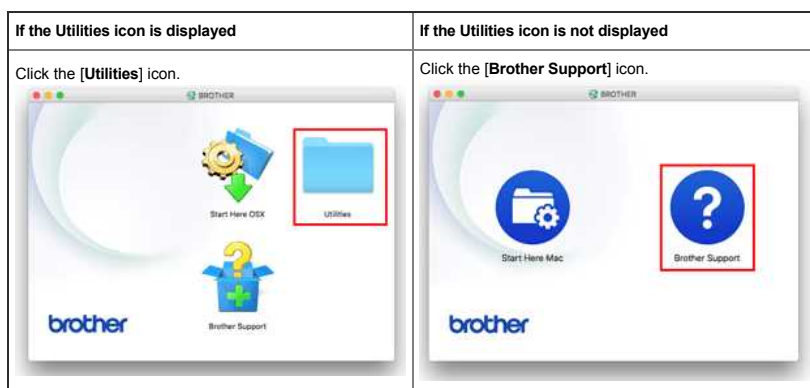 If the Utilities icon is displayed
If the Utilities icon is not displayed
Click the [Utilities] icon.
BROTHER
Start Here OSX
Utilities
Brother Support
brother
Click the [Brother Support] icon.
BROTHER
Start Here Mac
Brother Support
brother